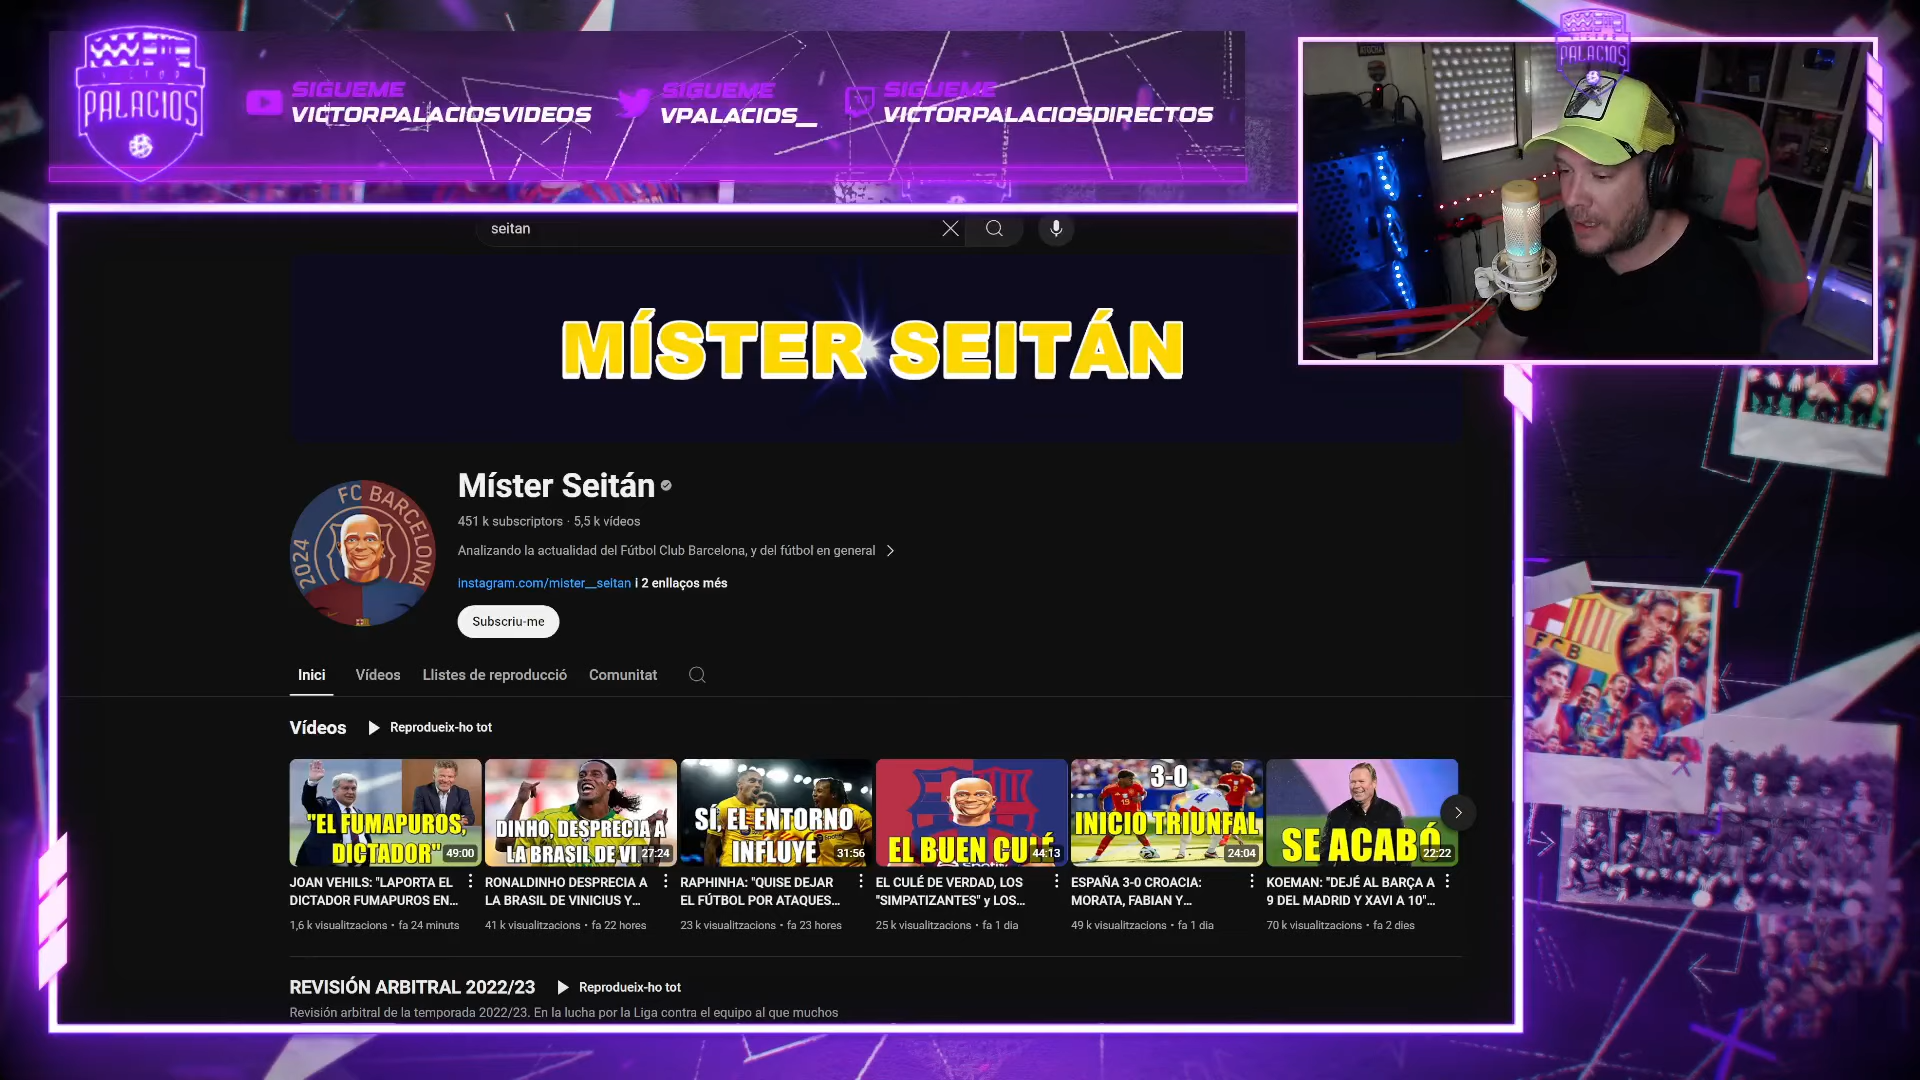 VICTOR
PALACIOS
SIGUEME
VICTORPALACIOSVIDEOS
SIGUEME
VPALACIOS__
SIGUEME
VICTORPALACIOSDIRECTOS
ATOCHA
PALACIOS
seitan
MÍSTER SEITÁN
FC BARCELONA
2024
Míster Seitán
451 k subscriptors · 5,5 k vídeos
Analizando la actualidad del Fútbol Club Barcelona, y del fútbol en general
instagram.com/mister__seitan i 2 enllaços més
Subscriu-me
Inici
Vídeos
Llistes de reproducció
Comunitat
Vídeos
Reprodueix-ho tot
"EL FUMAPUROS,
DICTADOR"
49:00
JOAN VEHILS: "LAPORTA EL
DICTADOR FUMAPUROS EN...
1,6 k visualitzacions • fa 24 minuts
DINHO, DESPRECIA A
LA BRASIL DE VI
27:24
RONALDINHO DESPRECIA A
LA BRASIL DE VINICIUS Y...
41 k visualitzacions • fa 22 hores
SÍ, EL ENTORNO
INFLUYE
31:56
RAPHINHA: "QUISE DEJAR
EL FÚTBOL POR ATAQUES...
23 k visualitzacions • fa 23 hores
EL BUEN CULÉ
44:13
EL CULÉ DE VERDAD, LOS
"SIMPATIZANTES" y LOS...
25 k visualitzacions • fa 1 dia
3-0
INICIO TRIUNFAL
24:04
ESPAÑA 3-0 CROACIA:
MORATA, FABIAN Y...
49 k visualitzacions • fa 1 dia
SE ACABÓ
22:22
KOEMAN: "DEJÉ AL BARÇA A
9 DEL MADRID Y XAVI A 10"...
70 k visualitzacions • fa 2 dies
REVISIÓN ARBITRAL 2022/23
Reprodueix-ho tot
Revisión arbitral de la temporada 2022/23. En la lucha por la Liga contra el equipo al que muchos
FCB